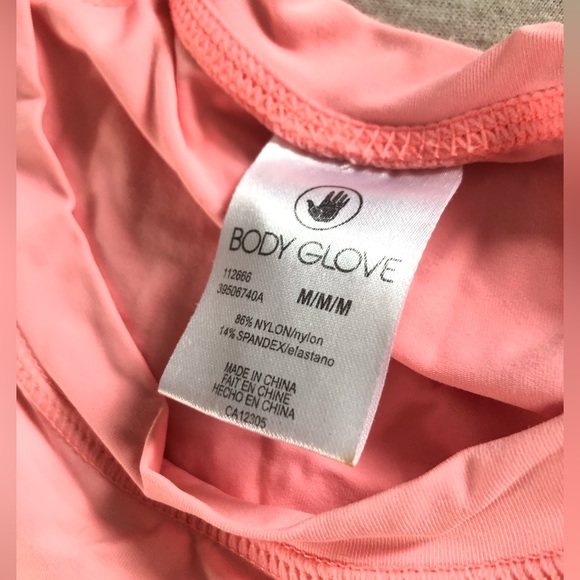 BODY GLOVE
112666
39506740A M/M/M
86% NYLON/nylon
14% SPANDEX/elastano
MADE IN CHINA
FAIT EN CHINE
HECHO EN CHINA
CA12305